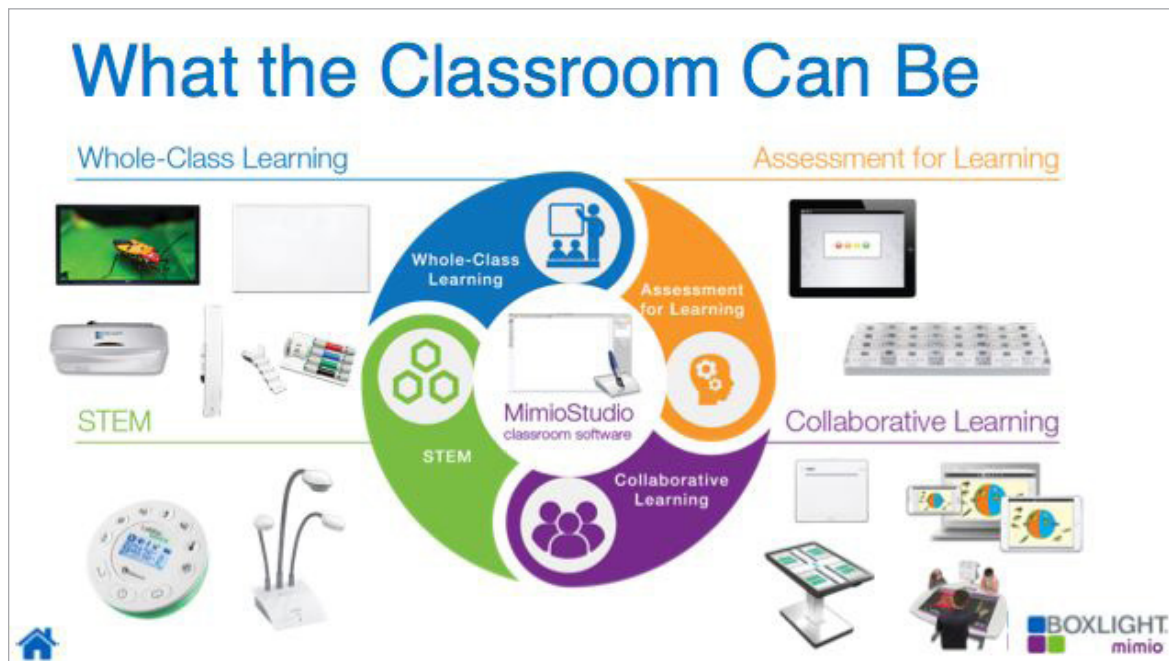 What the Classroom Can Be
Whole-Class Learning
Assessment for Learning
Whole-Class
Learning
Assessment
for Learning
MimioStudio
classroom software
STEM
Collaborative Learning
STEM
Collaborative
Learning
BOXLIGHT
mimio